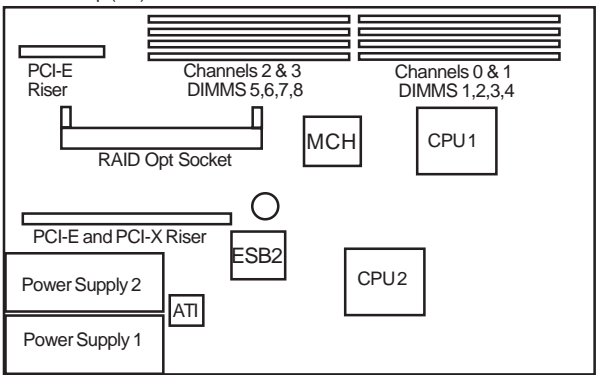 PCI-E
Riser
Channels 2 & 3
DIMMS 5,6,7,8
Channels 0 & 1
DIMMS 1,2,3,4
RAID Opt Socket
MCH
CPU1
PCI-E and PCI-X Riser
ESB2
CPU2
Power Supply 2
ATI
Power Supply 1